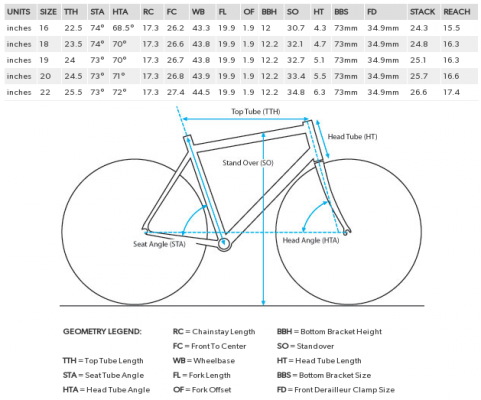 UNITS SIZE TTH STA HTA RC FC WB FL OF BBH SO HT BBS FD STACK REACH
inches 16 22.5 74° 68.5° 17.3 26.2 43.3 19.9 1.9 12 30.7 4.3 73mm 34.9mm 24.3 15.5
inches 18 23.5 74° 70° 17.3 26.6 43.8 19.9 1.9 12.2 32.1 4.7 73mm 34.9mm 24.8 16.3
inches 19 24 73° 70° 17.3 26.7 43.8 19.9 1.9 12.2 32.7 5.1 73mm 34.9mm 25.1 16.3
inches 20 24.5 73° 71° 17.3 26.8 43.9 19.9 1.9 12.2 33.4 5.5 73mm 34.9mm 25.7 16.6
inches 22 25.5 73° 72° 17.3 27.4 44.5 19.9 1.9 12.2 34.8 6.3 73mm 34.9mm 26.6 17.4
Top Tube (TTH)
Head Tube (HT)
Stand Over (SO)
Seat Angle (STA)
Head Angle (HTA)
GEOMETRY LEGEND: RC = Chainstay Length BBH = Bottom Bracket Height
FC = Front To Center SO = Standover
TTH = Top Tube Length WB = Wheelbase HT = Head Tube Length
STA = Seat Tube Angle FL = Fork Length BBS = Bottom Bracket Size
HTA = Head Tube Angle OF = Fork Offset FD = Front Derailleur Clamp Size